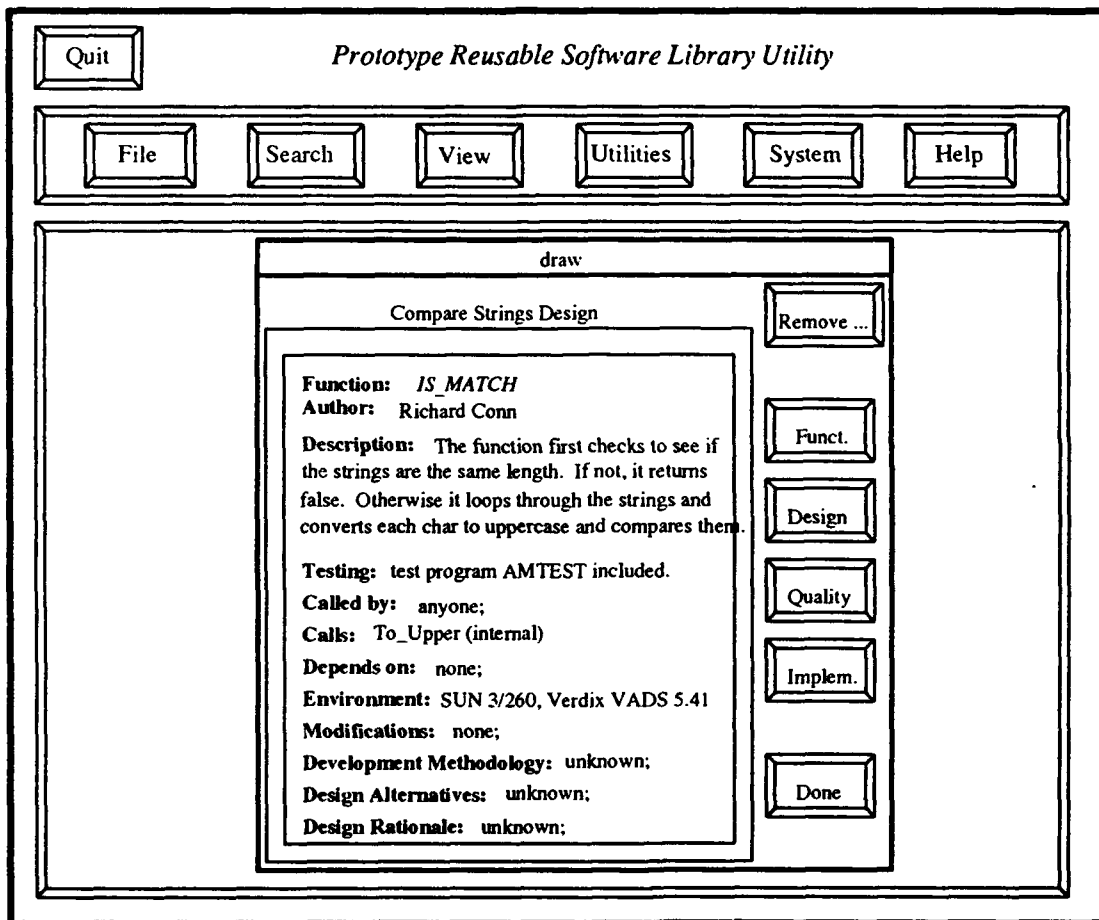 Quit
Prototype Reusable Software Library Utility
File Search View Utilities System Help
draw
Compare Strings Design
Remove ...
Function: IS_MATCH
Author: Richard Conn
Description: The function first checks to see if
the strings are the same length. If not, it returns
false. Otherwise it loops through the strings and
converts each char to uppercase and compares them.
Testing: test program AMTEST included.
Called by: anyone;
Calls: To_Upper (internal)
Depends on: none;
Environment: SUN 3/260, Verdix VADS 5.41
Modifications: none;
Development Methodology: unknown;
Design Alternatives: unknown;
Design Rationale: unknown;
Funct.
Design
Quality
Implem.
Done